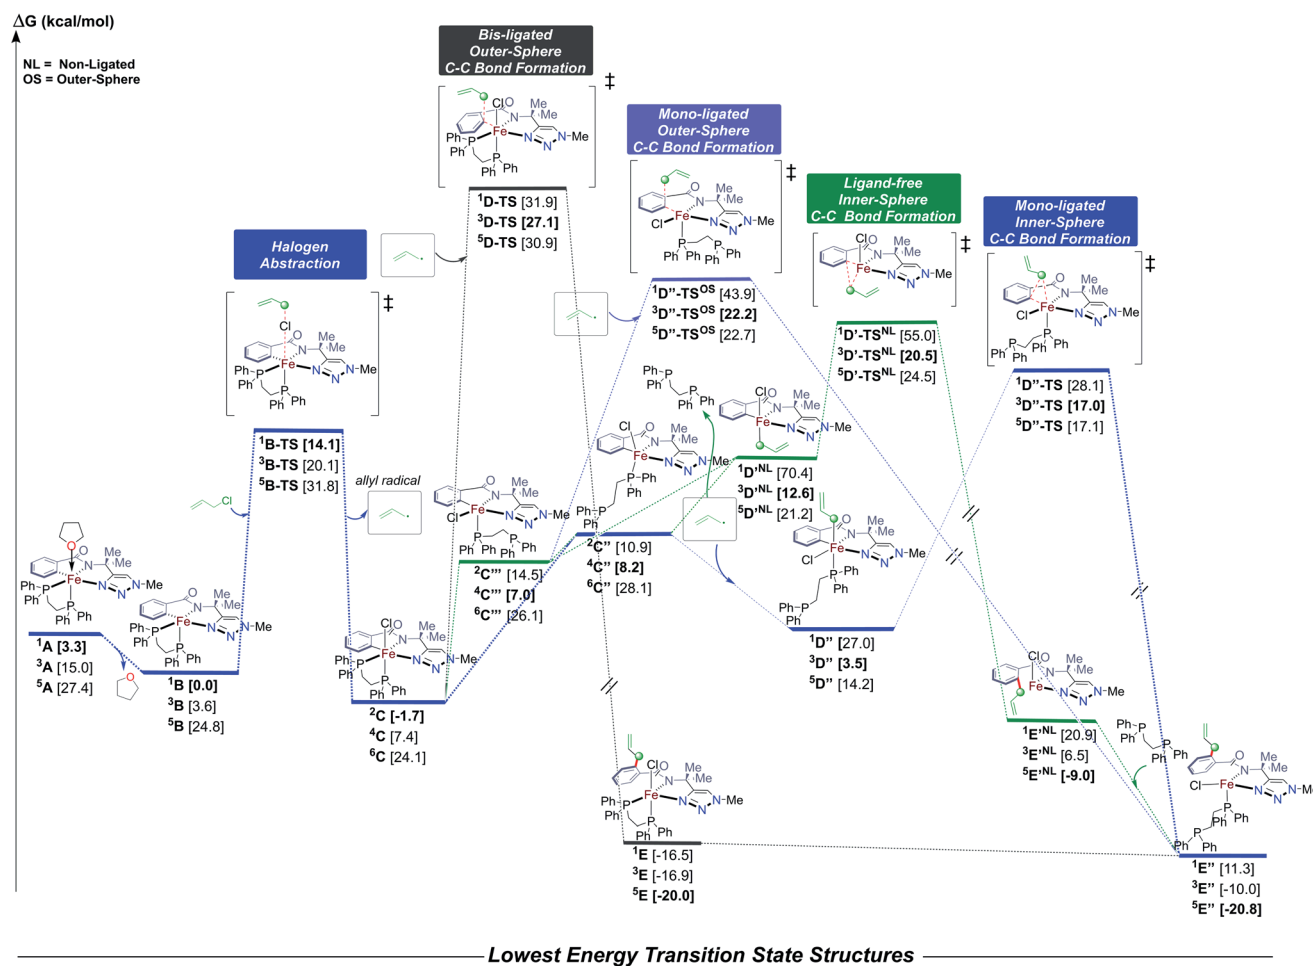 ΔG (kcal/mol)
NL = Non-Ligated
OS = Outer-Sphere
Bis-ligated
Outer-Sphere
C-C Bond Formation
Mono-ligated
Outer-Sphere
C-C Bond Formation
Ligand-free
Inner-Sphere
C-C Bond Formation
Mono-ligated
Inner-Sphere
C-C Bond Formation
Halogen
Abstraction
¹D-TS [31.9]
³D-TS [27.1]
⁵D-TS [30.9]
¹D''-TSᴼˢ [43.9]
³D''-TSᴼˢ [22.2]
⁵D''-TSᴼˢ [22.7]
¹D'-TSᴺᴸ [55.0]
³D'-TSᴺᴸ [20.5]
⁵D'-TSᴺᴸ [24.5]
¹D''-TS [28.1]
³D''-TS [17.0]
⁵D''-TS [17.1]
¹B-TS [14.1]
³B-TS [20.1]
⁵B-TS [31.8]
allyl radical
¹D'ᴺᴸ [70.4]
³D'ᴺᴸ [12.6]
⁵D'ᴺᴸ [21.2]
²C'' [10.9]
⁴C'' [8.2]
⁶C'' [28.1]
²C''' [14.5]
⁴C''' [7.0]
⁶C''' [26.1]
¹A [3.3]
³A [15.0]
⁵A [27.4]
¹B [0.0]
³B [3.6]
⁵B [24.8]
²C [-1.7]
⁴C [7.4]
⁶C [24.1]
¹D'' [27.0]
³D'' [3.5]
⁵D'' [14.2]
¹E'ᴺᴸ [20.9]
³E'ᴺᴸ [6.5]
⁵E'ᴺᴸ [-9.0]
¹E [-16.5]
³E [-16.9]
⁵E [-20.0]
¹E'' [11.3]
³E'' [-10.0]
⁵E'' [-20.8]
Lowest Energy Transition State Structures